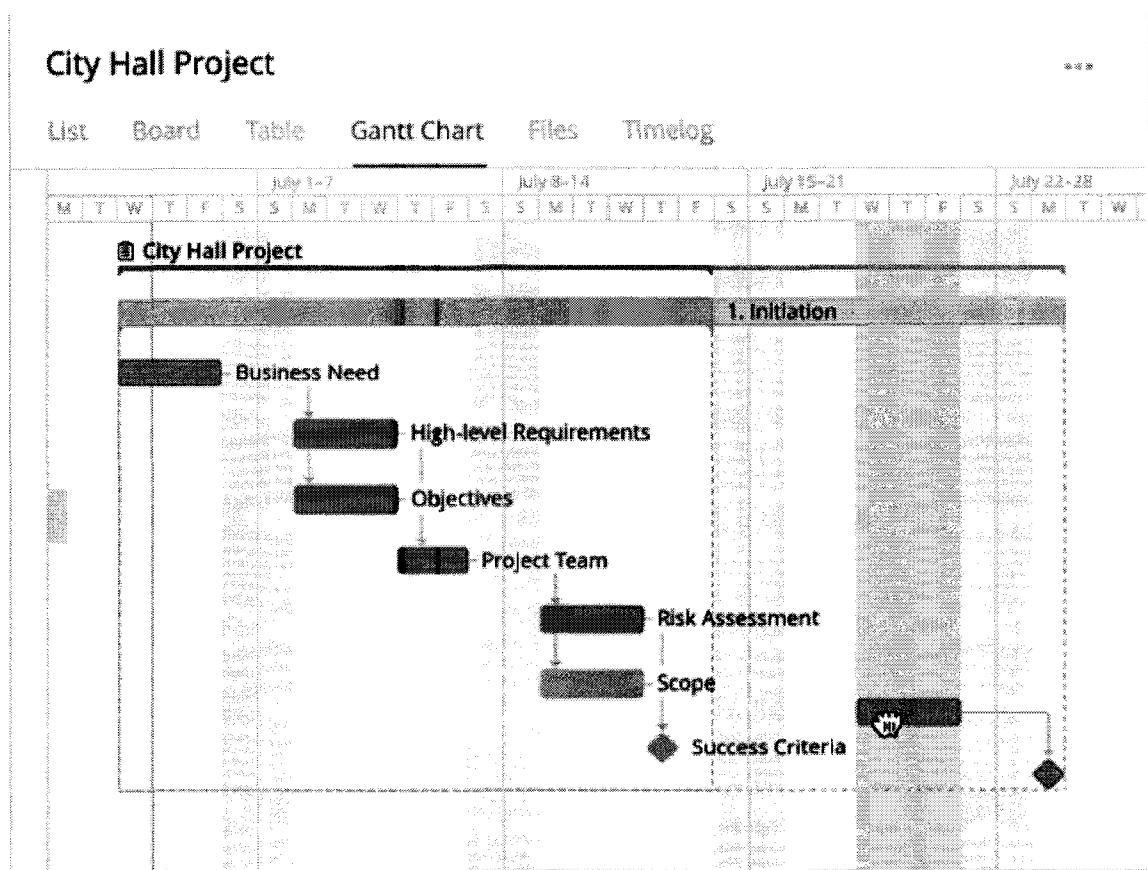 City Hall Project
List Board Table Gantt Chart Files Timelog
July 1–7 July 8–14 July 15–21 July 22–28
M T W T F S S M T W T F S S M T W T F S S M T W T F S S M T W
City Hall Project
1. Initiation
Business Need
High-level Requirements
Objectives
Project Team
Risk Assessment
Scope
Success Criteria